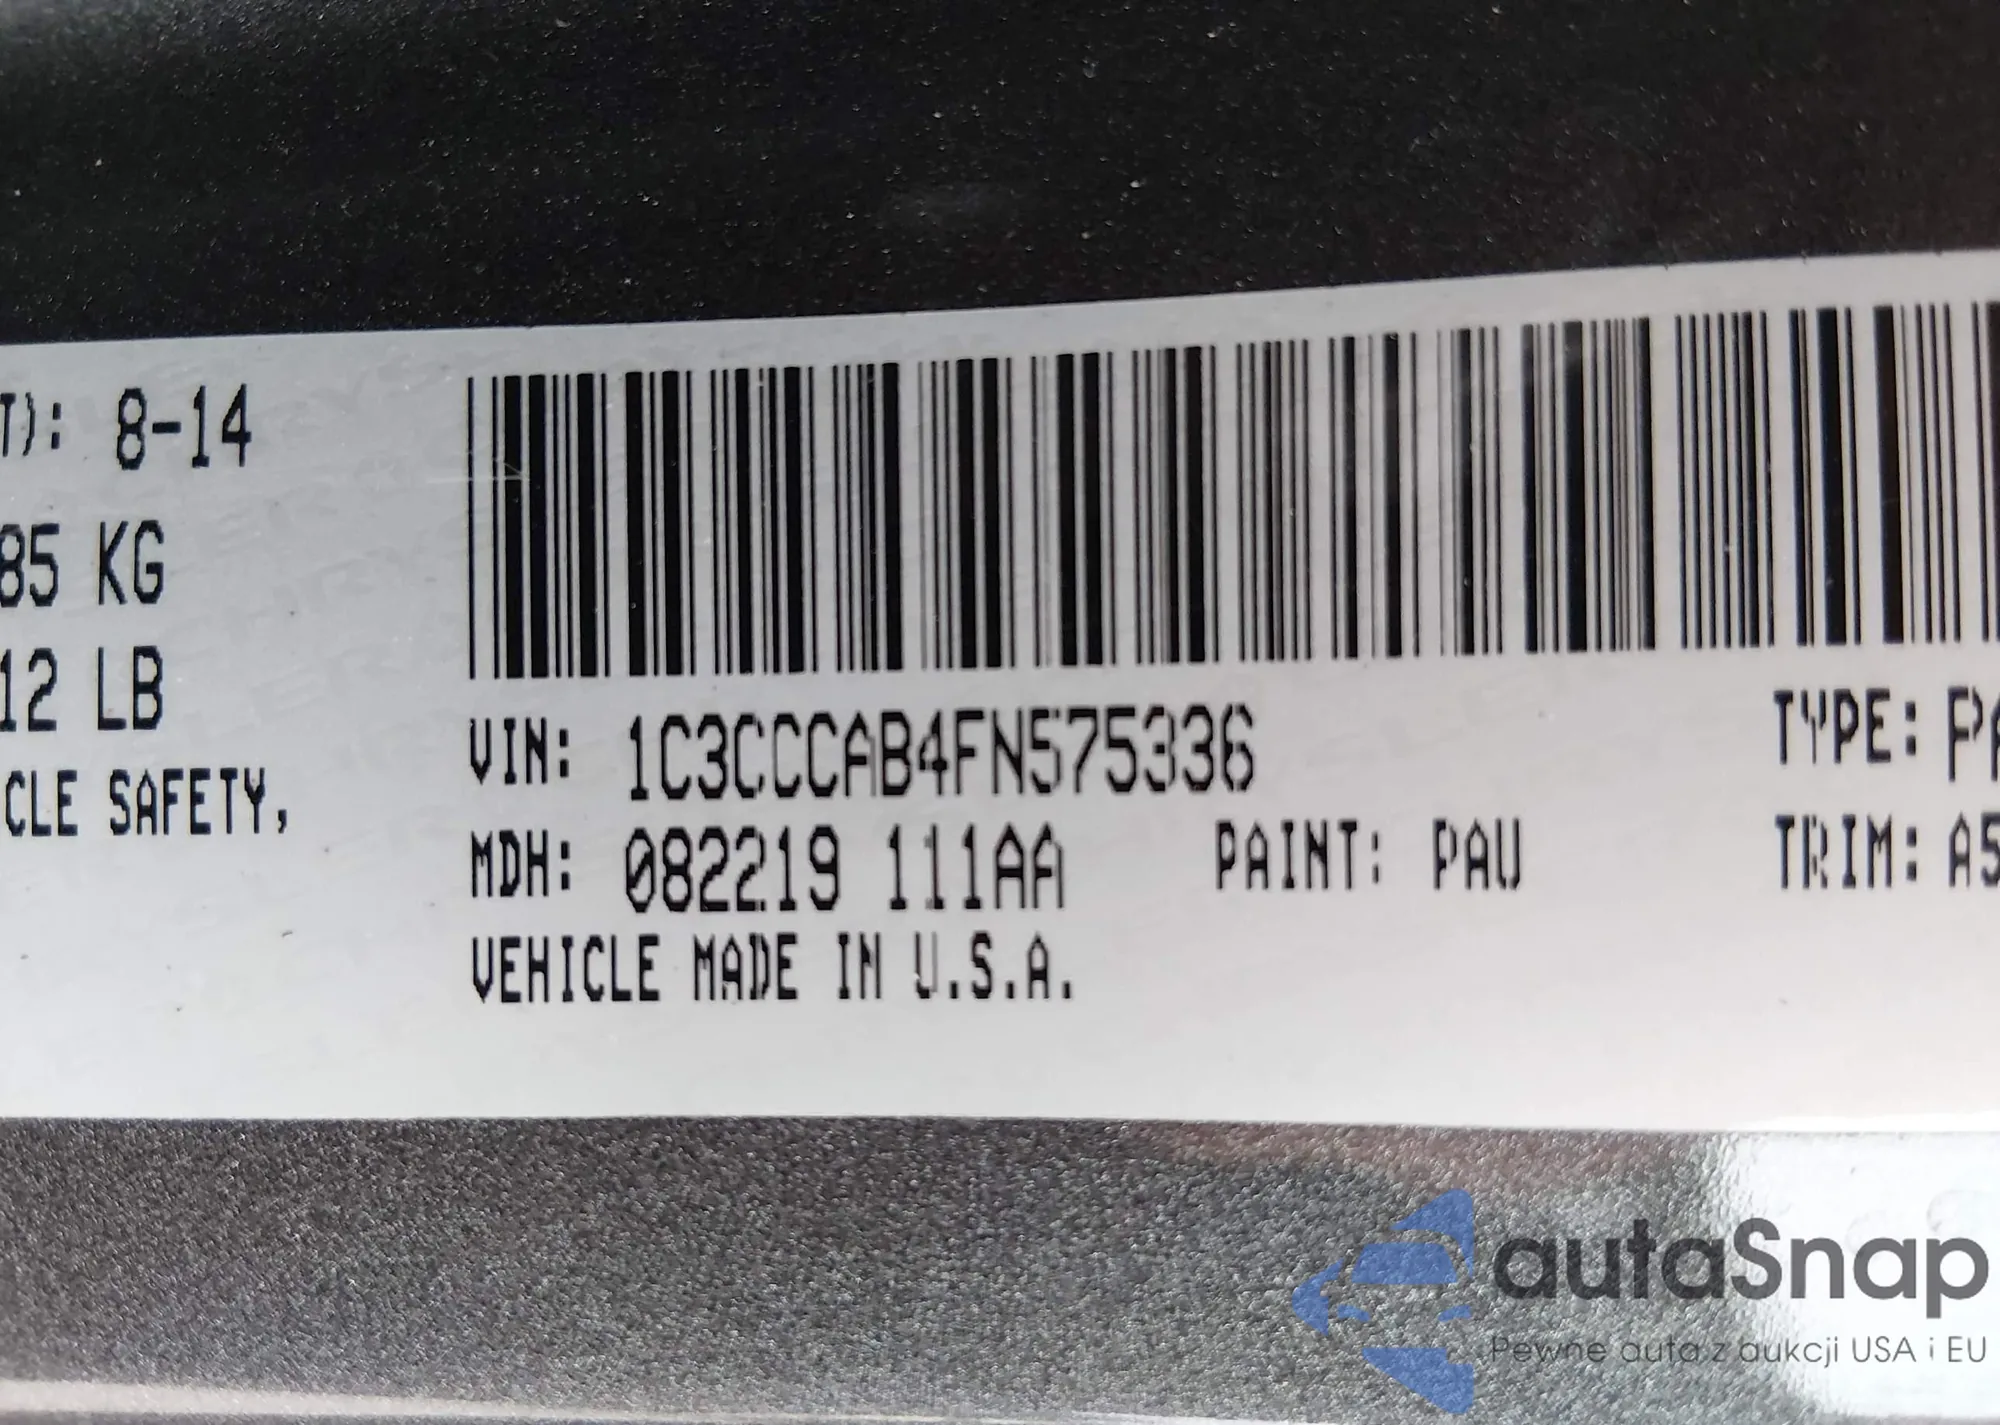 T): 8-14
85 KG
12 LB
CLE SAFETY,
VIN: 1C3CCCAB4FN575336
TYPE: PA
MDH: 082219 111AA
PAINT: PAU
TRIM: A5
VEHICLE MADE IN U.S.A.
autaSnap
Pewne auta z aukcji USA i EU